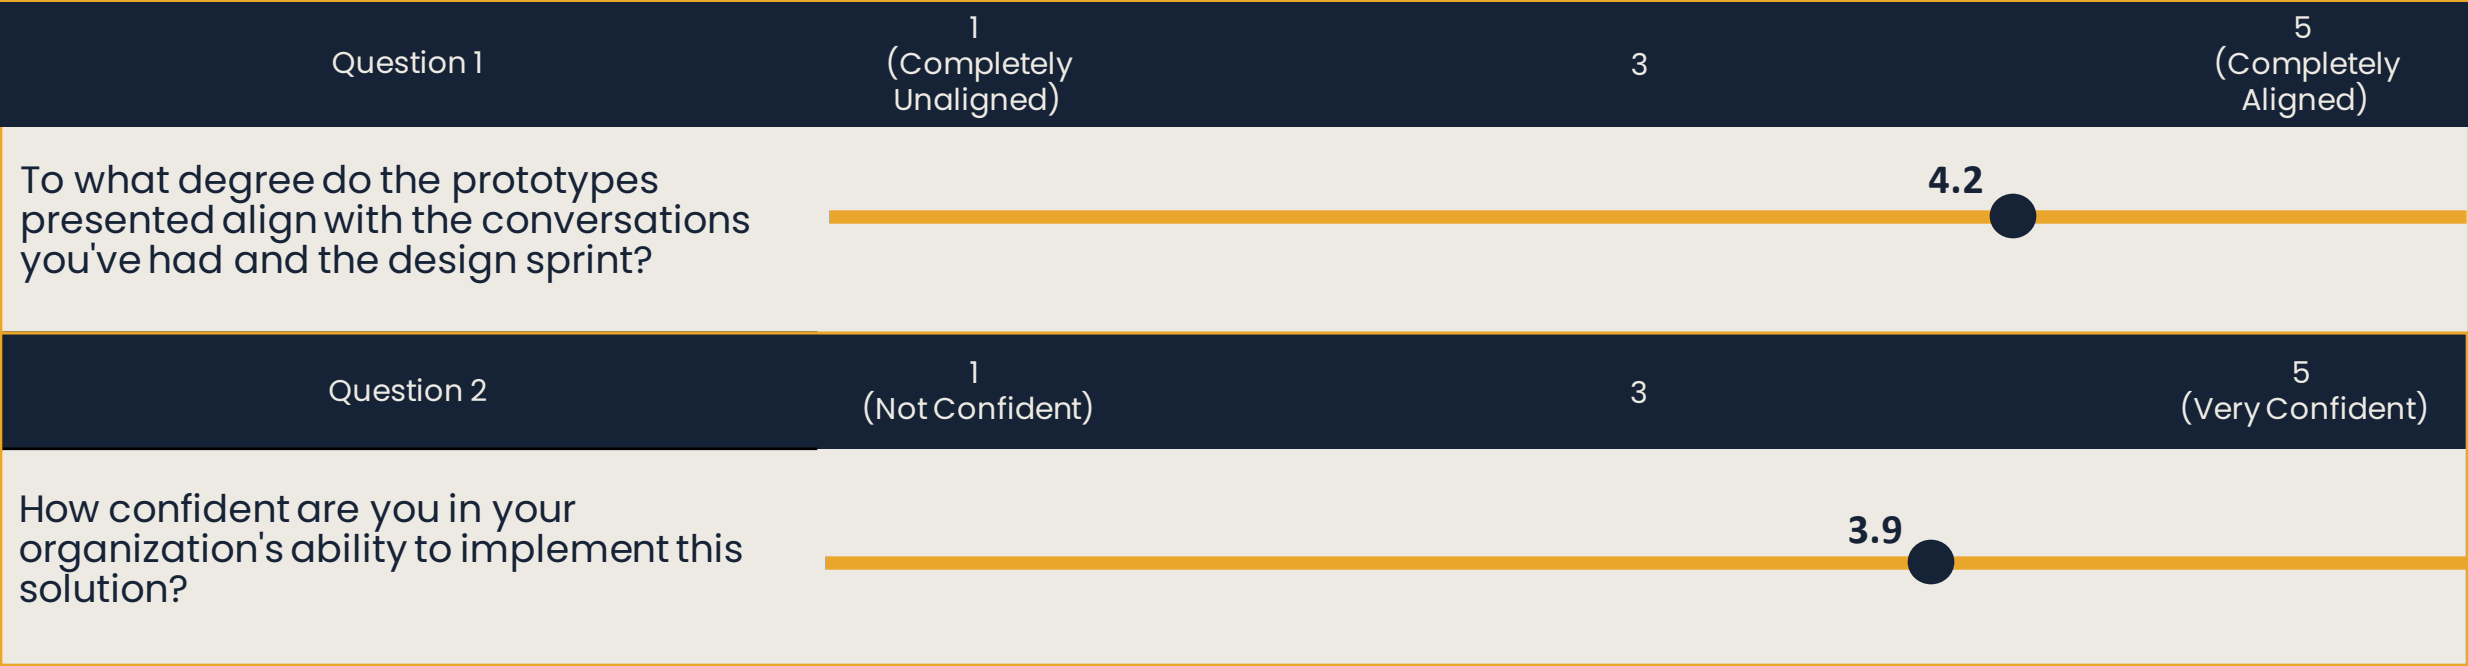 Question 1
1
(Completely
Unaligned)
3
5
(Completely
Aligned)
To what degree do the prototypes
presented align with the conversations
you've had and the design sprint?
4.2
Question 2
1
(Not Confident)
3
5
(Very Confident)
How confident are you in your
organization's ability to implement this
solution?
3.9